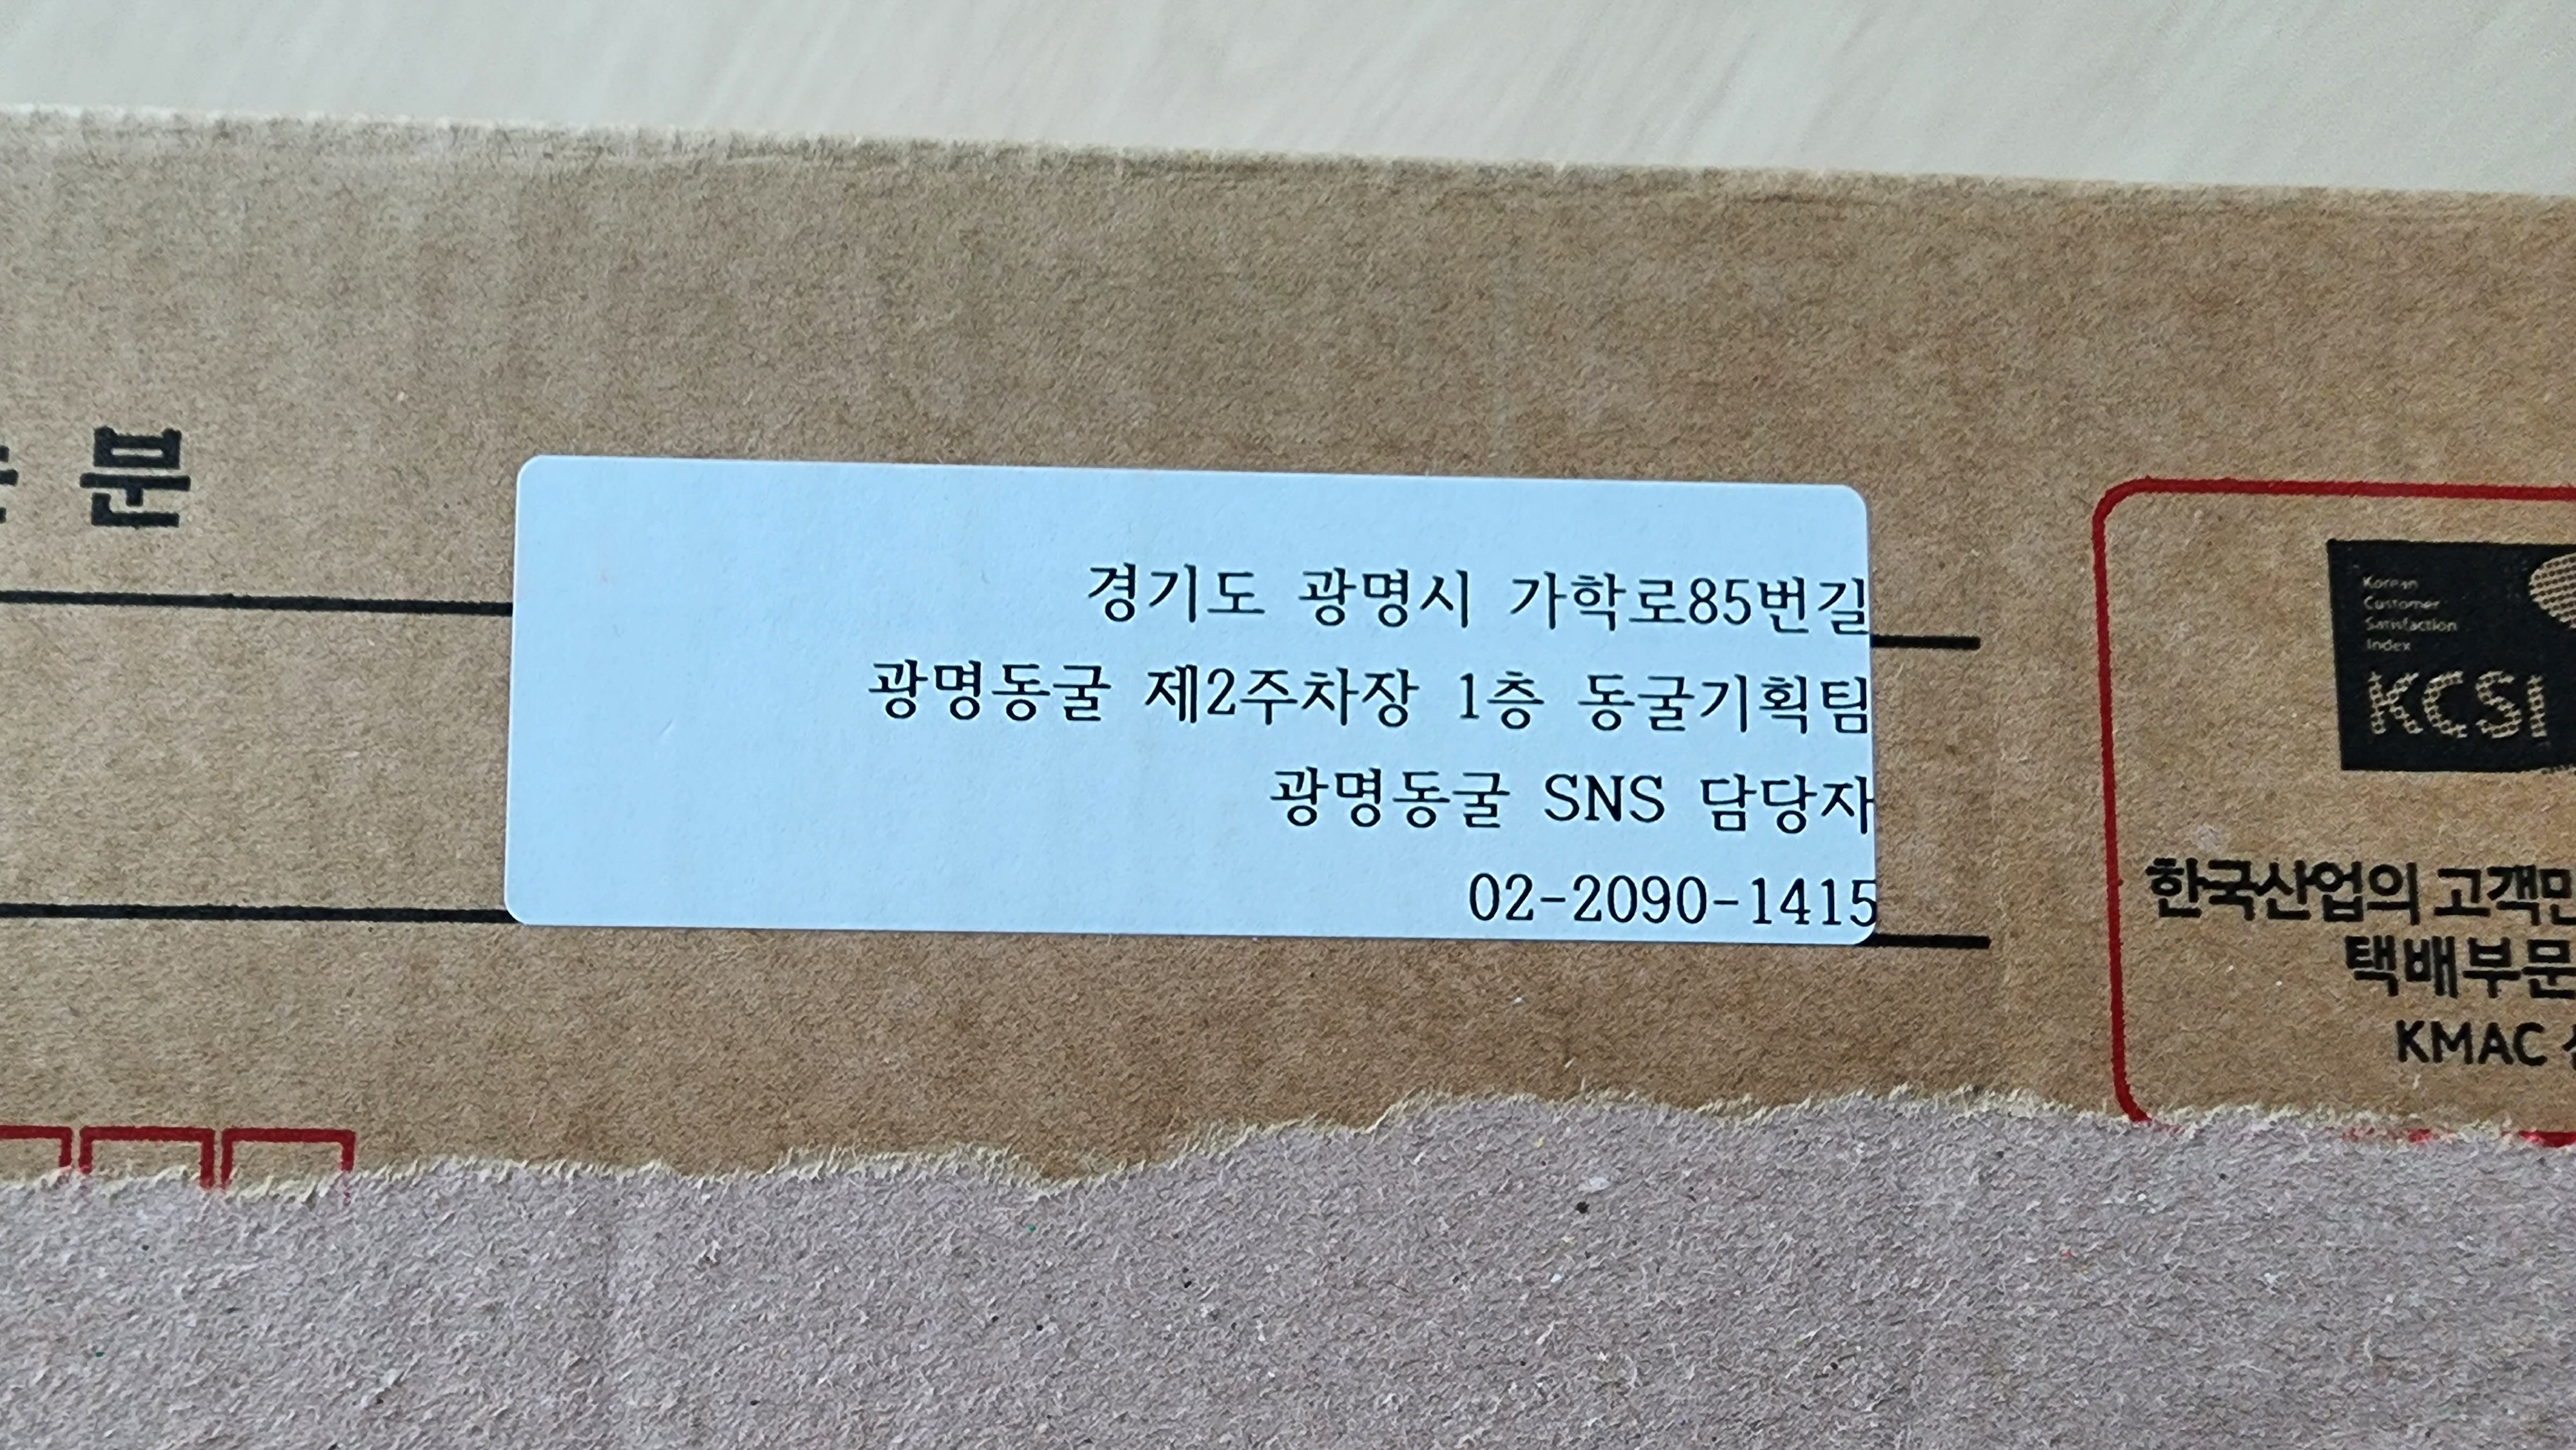 분
경기도 광명시 가학로85번길
광명동굴 제2주차장 1층 동굴기획팀
광명동굴 SNS 담당자
02-2090-1415
Korean
Customer
Satisfaction
Index
KCSI
한국산업의 고객만
택배부문
KMAC